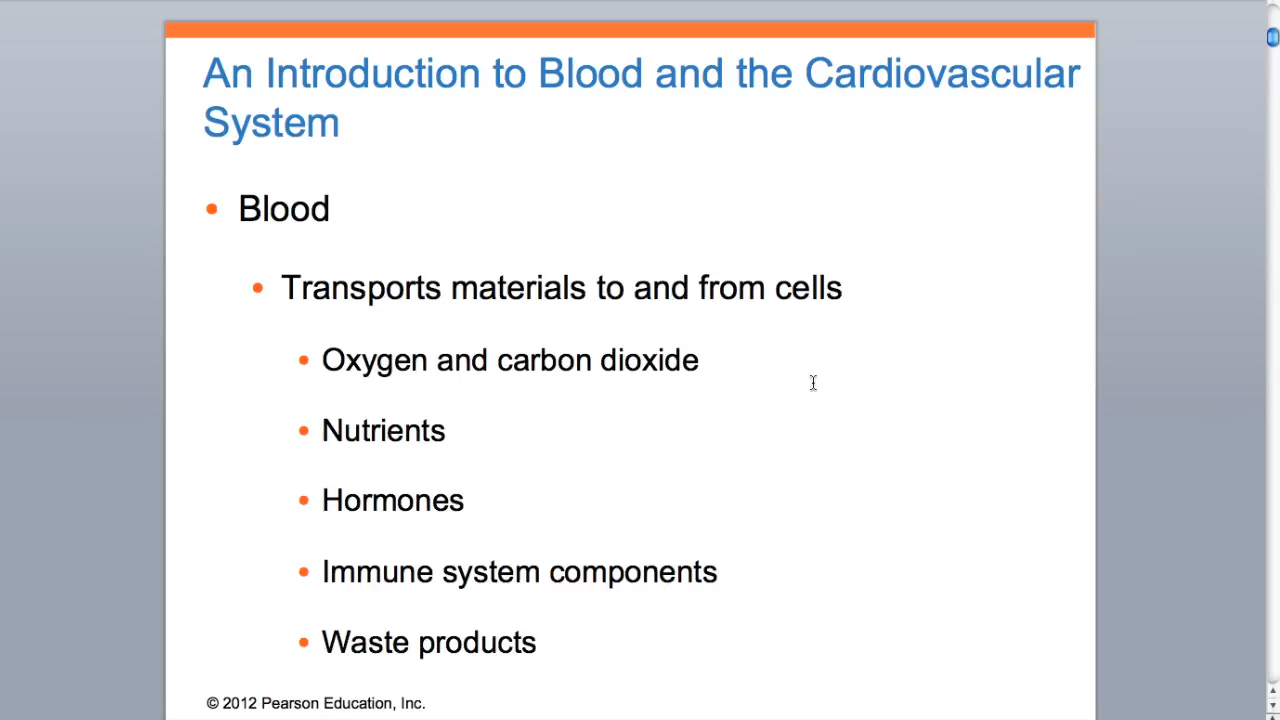 An Introduction to Blood and the Cardiovascular
System
• Blood
• Transports materials to and from cells
• Oxygen and carbon dioxide
• Nutrients
• Hormones
• Immune system components
• Waste products
© 2012 Pearson Education, Inc.